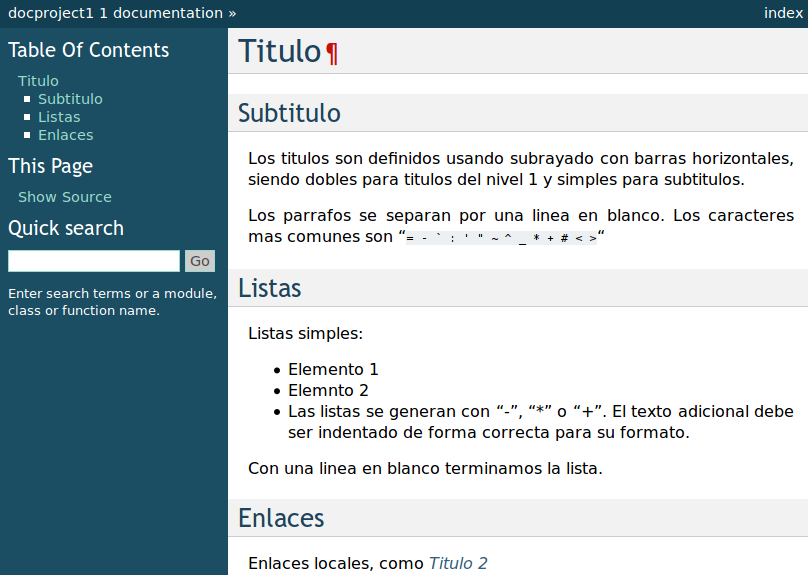 docproject1 1 documentation »
index
Table Of Contents
Titulo
Subtitulo
Listas
Enlaces
This Page
Show Source
Quick search
Go
Enter search terms or a module,
class or function name.
Titulo¶
Subtitulo
Los titulos son definidos usando subrayado con barras horizontales,
siendo dobles para titulos del nivel 1 y simples para subtitulos.
Los parrafos se separan por una linea en blanco. Los caracteres
mas comunes son “= - ` : ' " ~ ^ _ * + # < >“
Listas
Listas simples:
Elemento 1
Elemnto 2
Las listas se generan con “-”, “*” o “+”. El texto adicional debe
ser indentado de forma correcta para su formato.
Con una linea en blanco terminamos la lista.
Enlaces
Enlaces locales, como Titulo 2